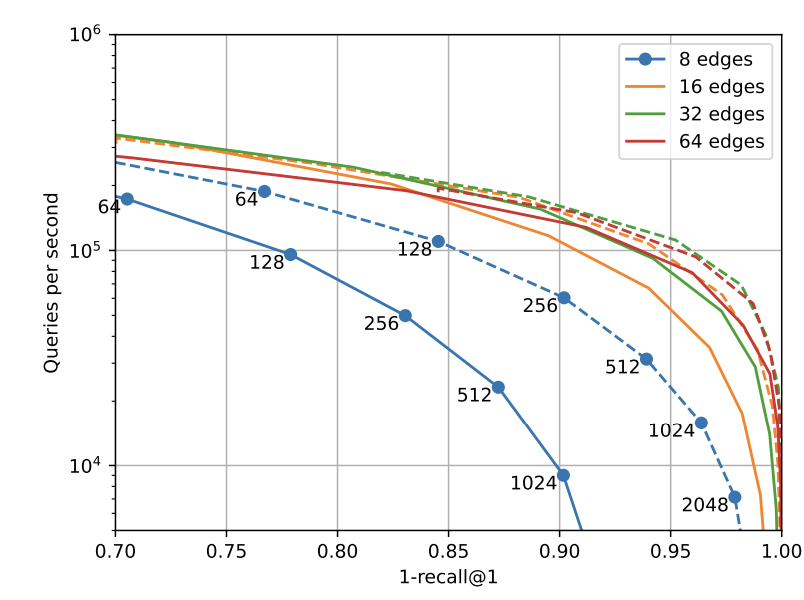 10^6
8 edges
16 edges
32 edges
64 edges
64
64
128
10^5
128
256
256
512
512
1024
10^4
1024
2048
Queries per second
0.70 0.75 0.80 0.85 0.90 0.95 1.00
1-recall@1